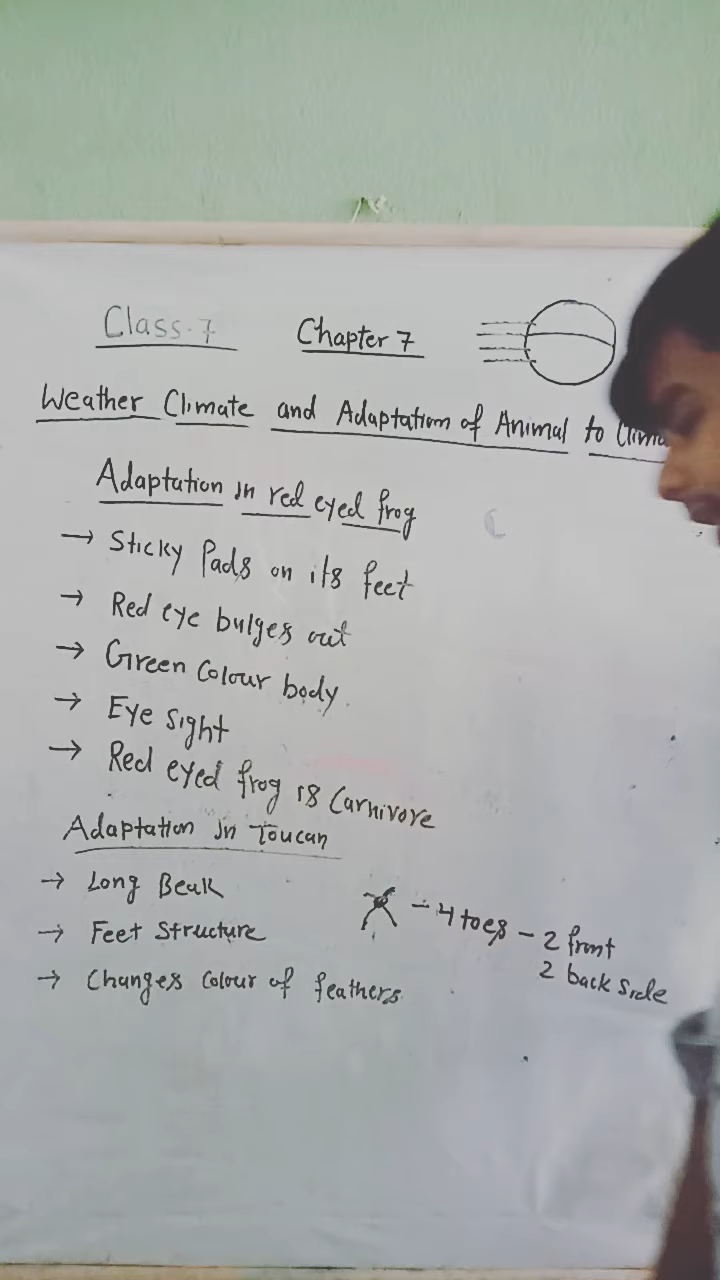 Class-7 Chapter 7
Weather Climate and Adaptation of Animal to
Adaptation in red eyed frog
→ Sticky Pads on its feet
→ Red eye bulges out
→ Green Colour body
→ Eye Sight
→ Red eyed frog is Carnivore
Adaptation in Toucan
→ Long Beak
→ Feet Structure - 4 toes - 2 front
2 back side
→ Changes Colour of feathers